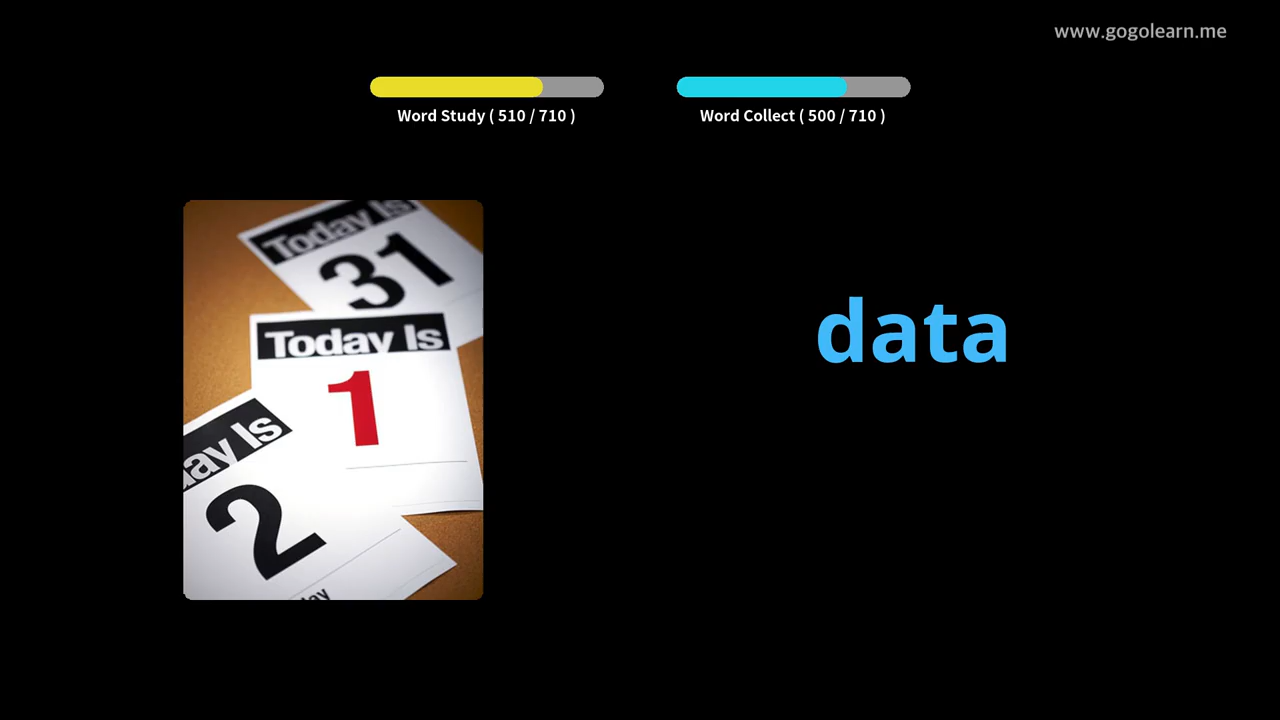 www.gogolearn.me
Word Study ( 510 / 710 )
Word Collect ( 500 / 710 )
Today Is
31
Today Is
1
ay Is
2
data